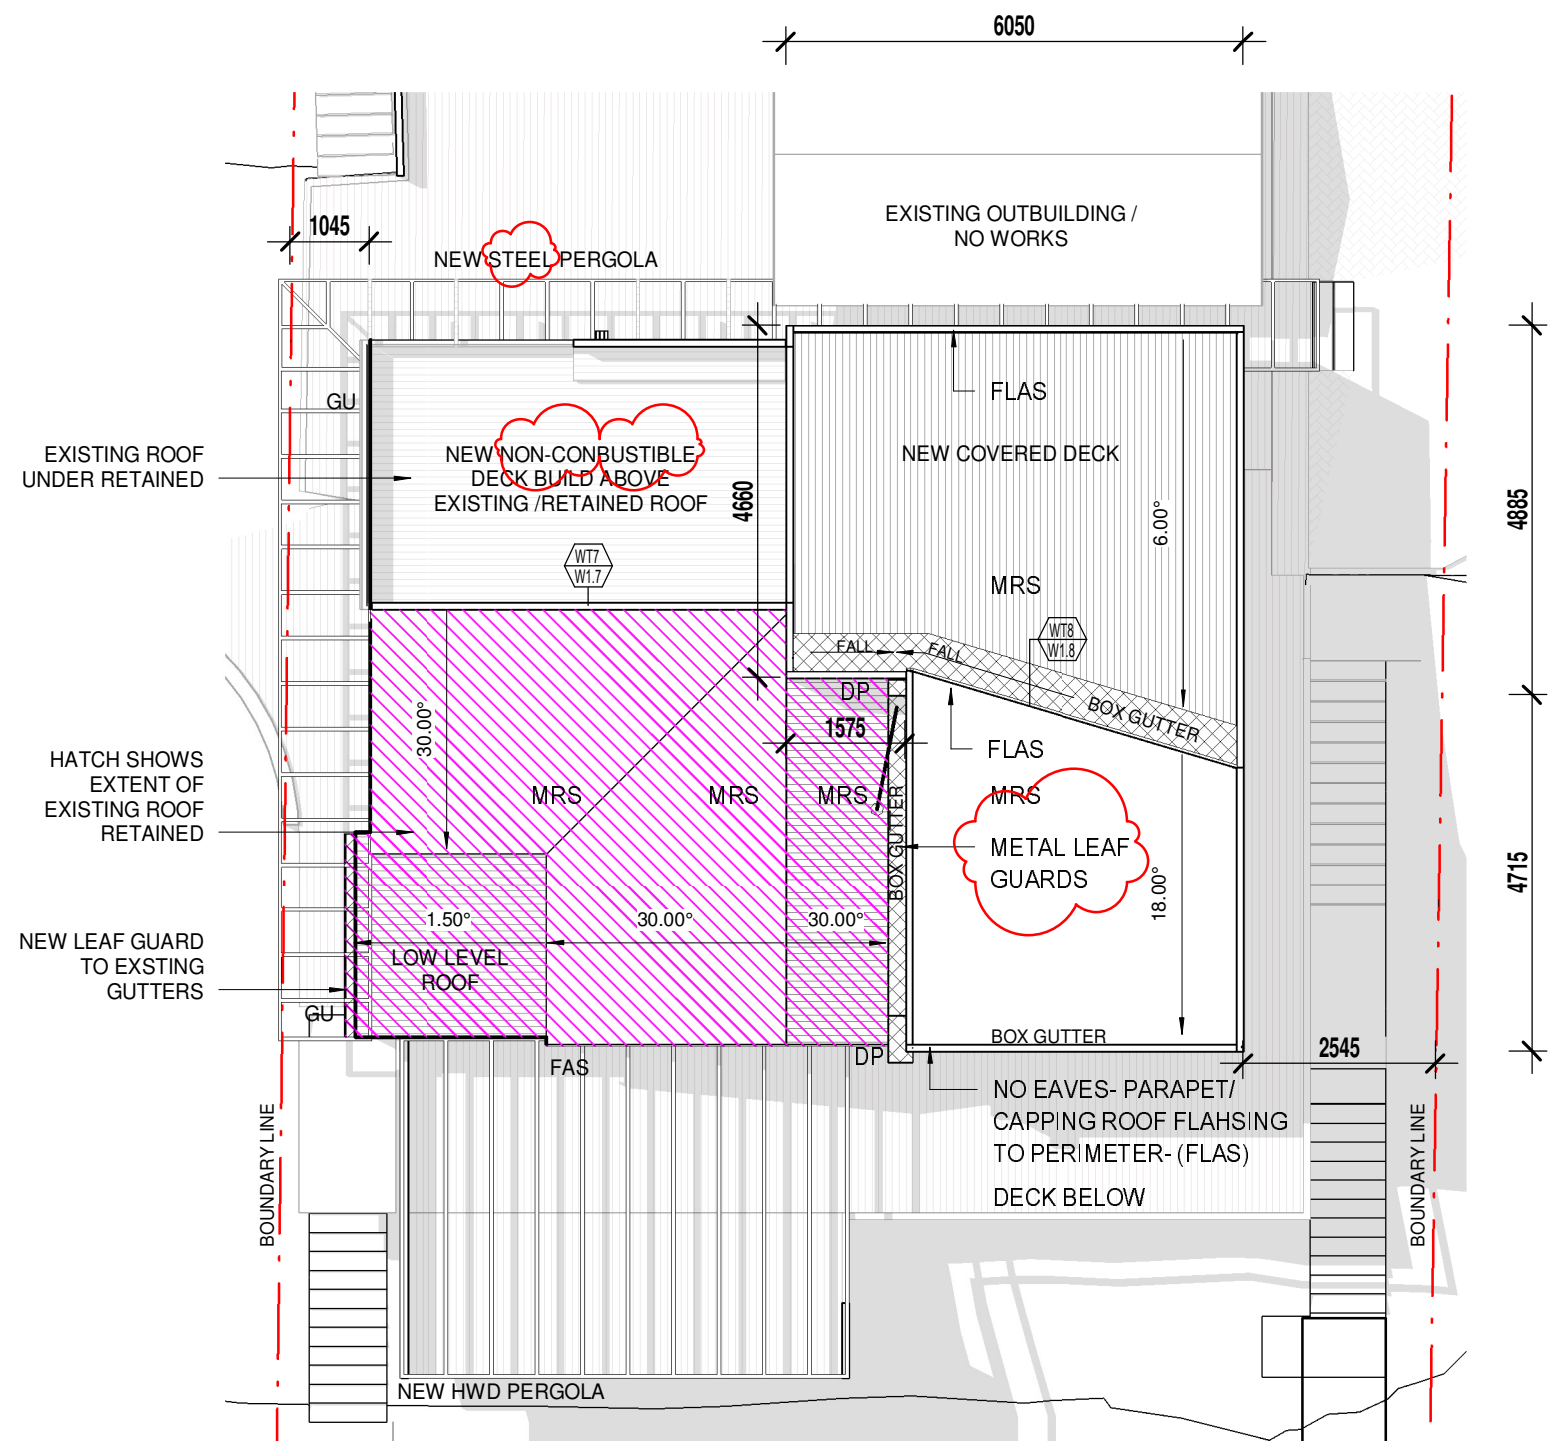 6050
EXISTING OUTBUILDING /
NO WORKS
1045
NEW STEEL PERGOLA
GU
FLAS
EXISTING ROOF
UNDER RETAINED
NEW NON-CONBUSTIBLE
DECK BUILD ABOVE
EXISTING /RETAINED ROOF
NEW COVERED DECK
4660
6.00°
4885
WT7
W1.7
MRS
WT8
W1.8
FALL
FALL
DP
BOX GUTTER
30.00°
1575
FLAS
HATCH SHOWS
EXTENT OF
EXISTING ROOF
RETAINED
MRS
MRS
MRS
MRS
BOX GUTTER
METAL LEAF
GUARDS
18.00°
4715
1.50°
30.00°
30.00°
NEW LEAF GUARD
TO EXSTING
GUTTERS
LOW LEVEL
ROOF
GU
BOX GUTTER
2545
FAS
DP
NO EAVES- PARAPET/
CAPPING ROOF FLAHSING
TO PERIMETER- (FLAS)
DECK BELOW
BOUNDARY LINE
BOUNDARY LINE
NEW HWD PERGOLA